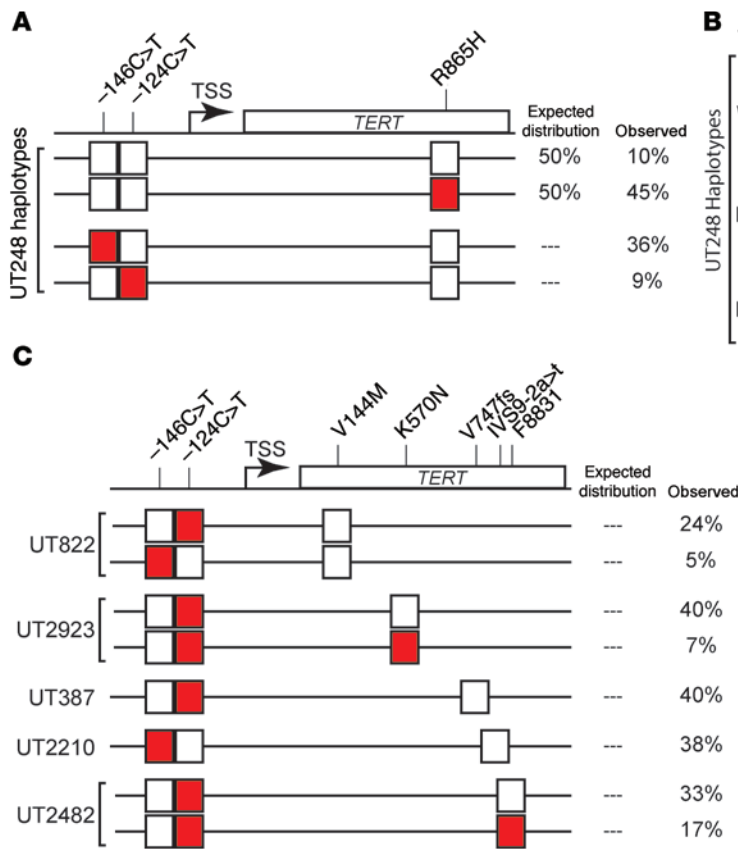 A
B
−146C>T
−124C>T
TSS
R865H
TERT
Expected distribution
Observed
UT248 haplotypes
50% 10%
50% 45%
--- 36%
--- 9%
UT248 Haplotypes
C
−146C>T
−124C>T
TSS
V144M
K570N
V747fs
IVS9-2a>t
F8831
TERT
Expected distribution
Observed
UT822
--- 24%
--- 5%
UT2923
--- 40%
--- 7%
UT387 --- 40%
UT2210 --- 38%
UT2482
--- 33%
--- 17%